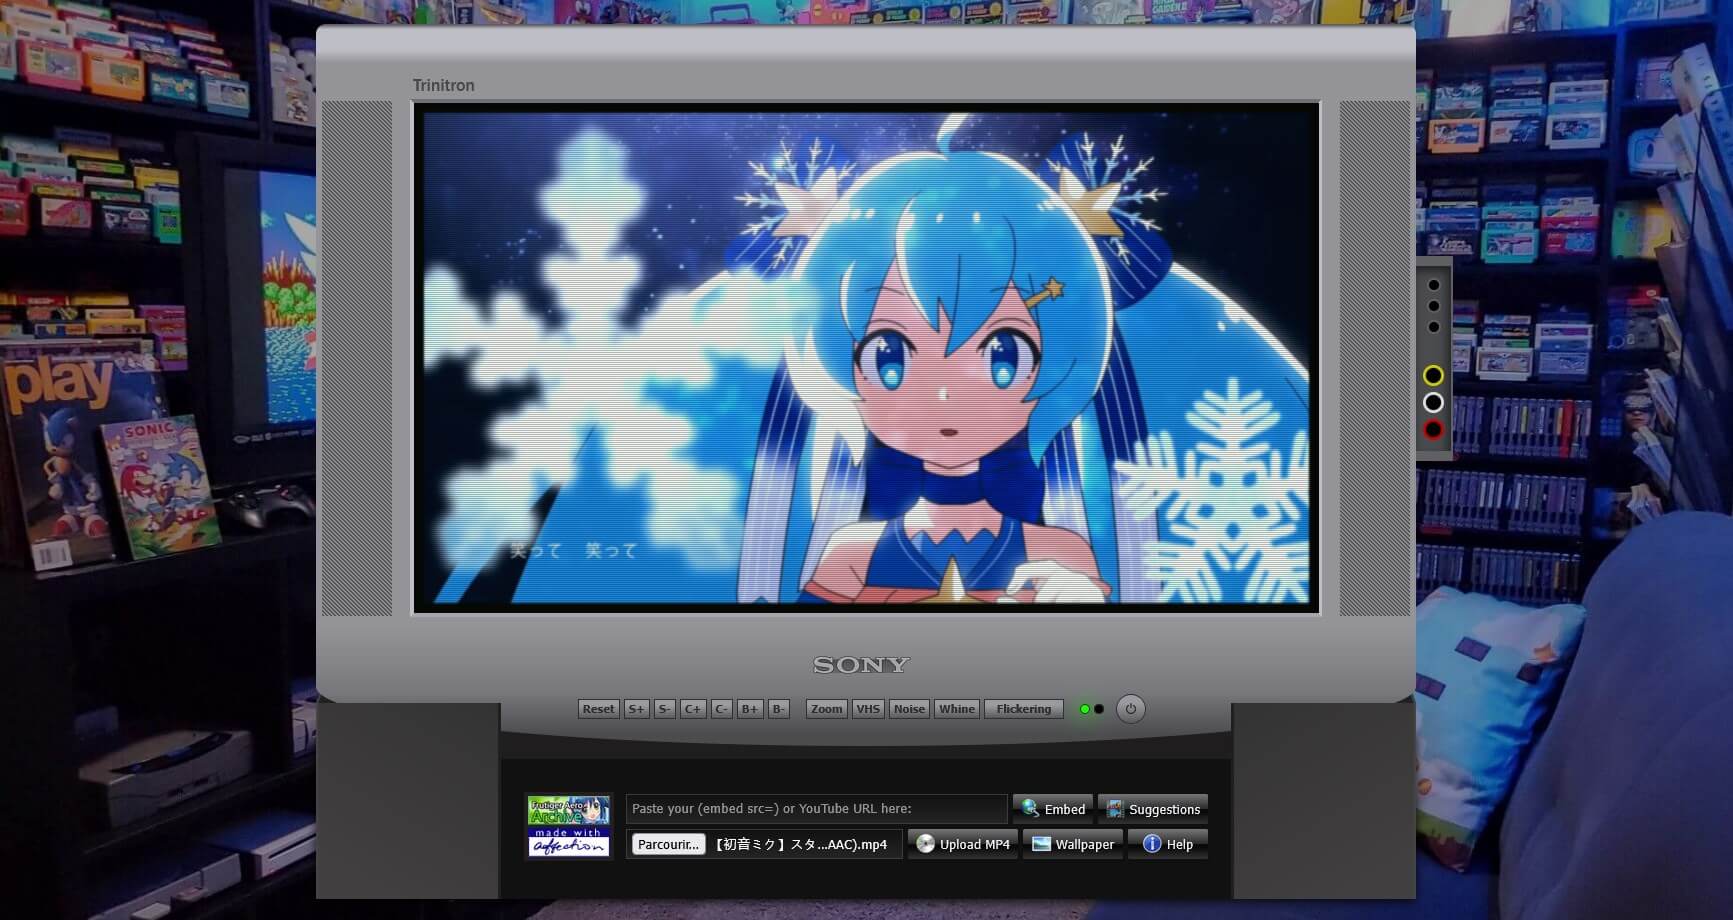 Trinitron
play
SONIC
笑って 笑って
SONY
Reset S+ S- C+ C- B+ B- Zoom VHS Noise Whine Flickering
Frutiger Aero
Archive
made with
affection
Paste your (embed src=) or YouTube URL here:
Embed
Suggestions
Parcourir...
【初音ミク】スタ...AAC).mp4
Upload MP4
Wallpaper
Help